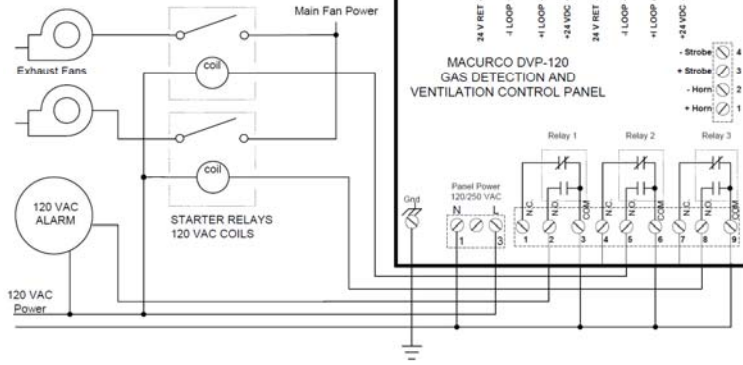 Main Fan Power
Exhaust Fans
coil
coil
STARTER RELAYS
120 VAC COILS
120 VAC
ALARM
120 VAC
Power
24 V RET
-I LOOP
+I LOOP
+24 VDC
24 V RET
-I LOOP
+I LOOP
+24 VDC
MACURCO DVP-120
GAS DETECTION AND
VENTILATION CONTROL PANEL
- Strobe 4
+ Strobe 3
- Horn 2
+ Horn 1
Relay 1 Relay 2 Relay 3
Gnd
Panel Power
120/250 VAC
N L
1 3
N.C. N.O. COM N.C. N.O. COM N.C. N.O. COM
1 2 3 4 5 6 7 8 9